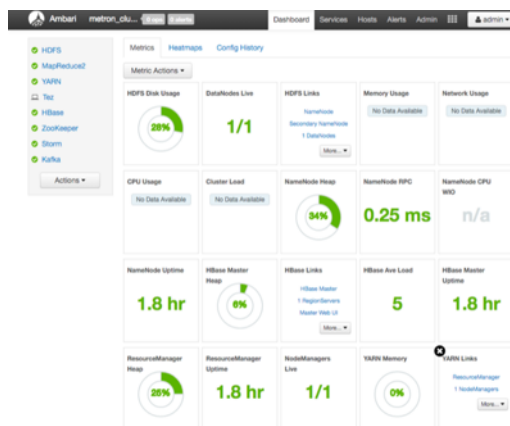 Ambari metron_clu... 0 ops 0 alerts Dashboard Services Hosts Alerts Admin admin
HDFS
MapReduce2
YARN
Tez
HBase
ZooKeeper
Storm
Kafka
Actions
Metrics Heatmaps Config History
Metric Actions
HDFS Disk Usage
28%
DataNodes Live
1/1
HDFS Links
NameNode
Secondary NameNode
1 DataNodes
More...
Memory Usage
No Data Available
Network Usage
No Data Available
CPU Usage
No Data Available
Cluster Load
No Data Available
NameNode Heap
34%
NameNode RPC
0.25 ms
NameNode CPU
WIO
n/a
NameNode Uptime
1.8 hr
HBase Master
Heap
6%
HBase Links
HBase Master
1 RegionServers
Master Web UI
More...
HBase Ave Load
5
HBase Master
Uptime
1.8 hr
ResourceManager
Heap
25%
ResourceManager
Uptime
1.8 hr
NodeManagers
Live
1/1
YARN Memory
0%
YARN Links
ResourceManager
1 NodeManagers
More...